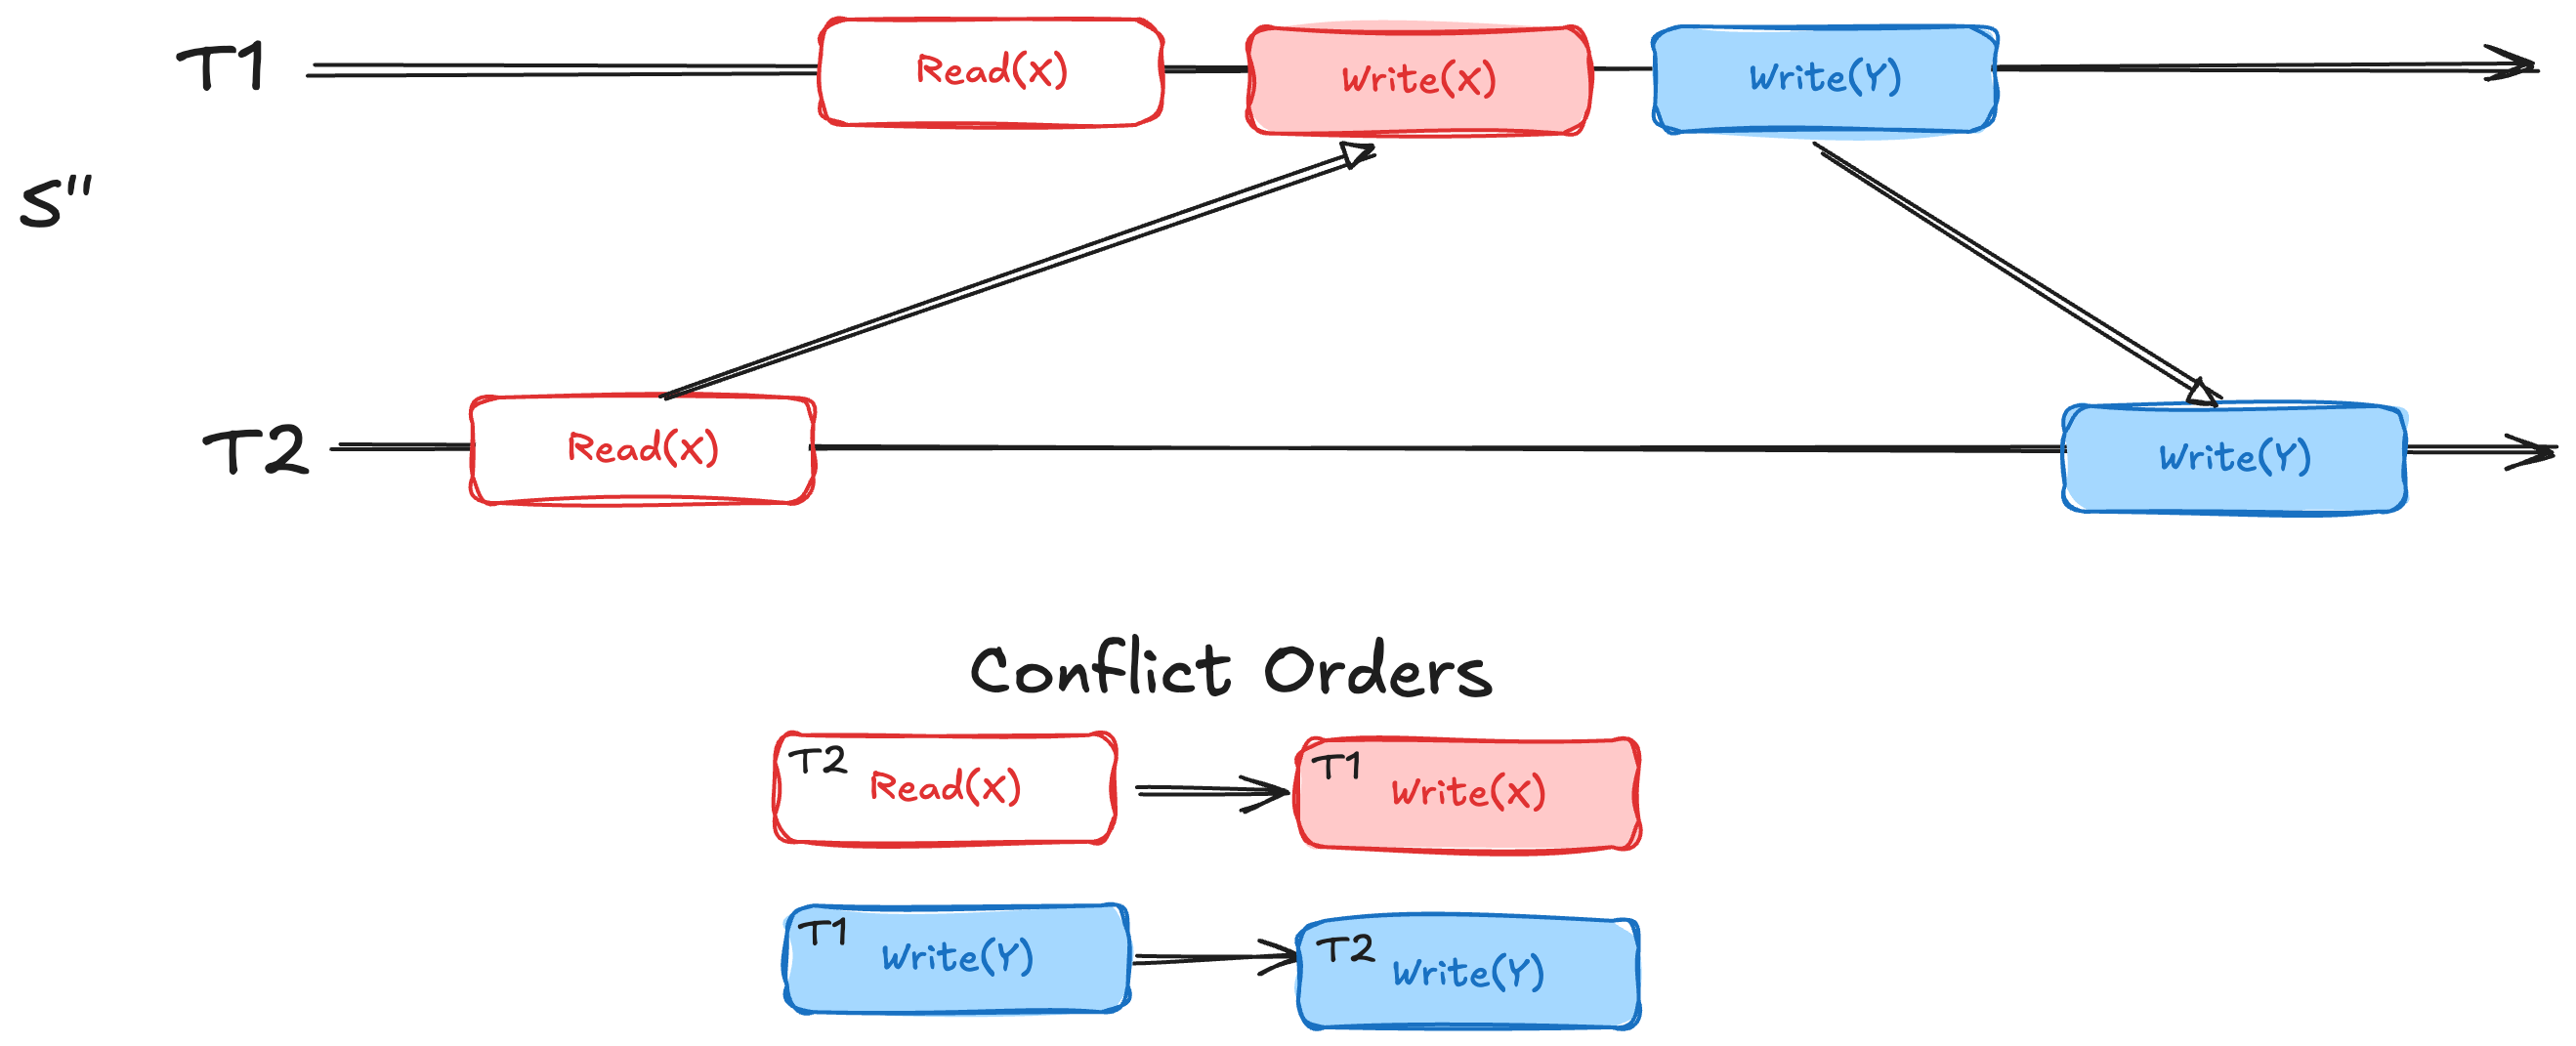 T1
Read(X)
Write(X)
Write(Y)
S"
T2
Read(X)
Write(Y)
Conflict Orders
T2
Read(X)
T1
Write(X)
T1
Write(Y)
T2
Write(Y)